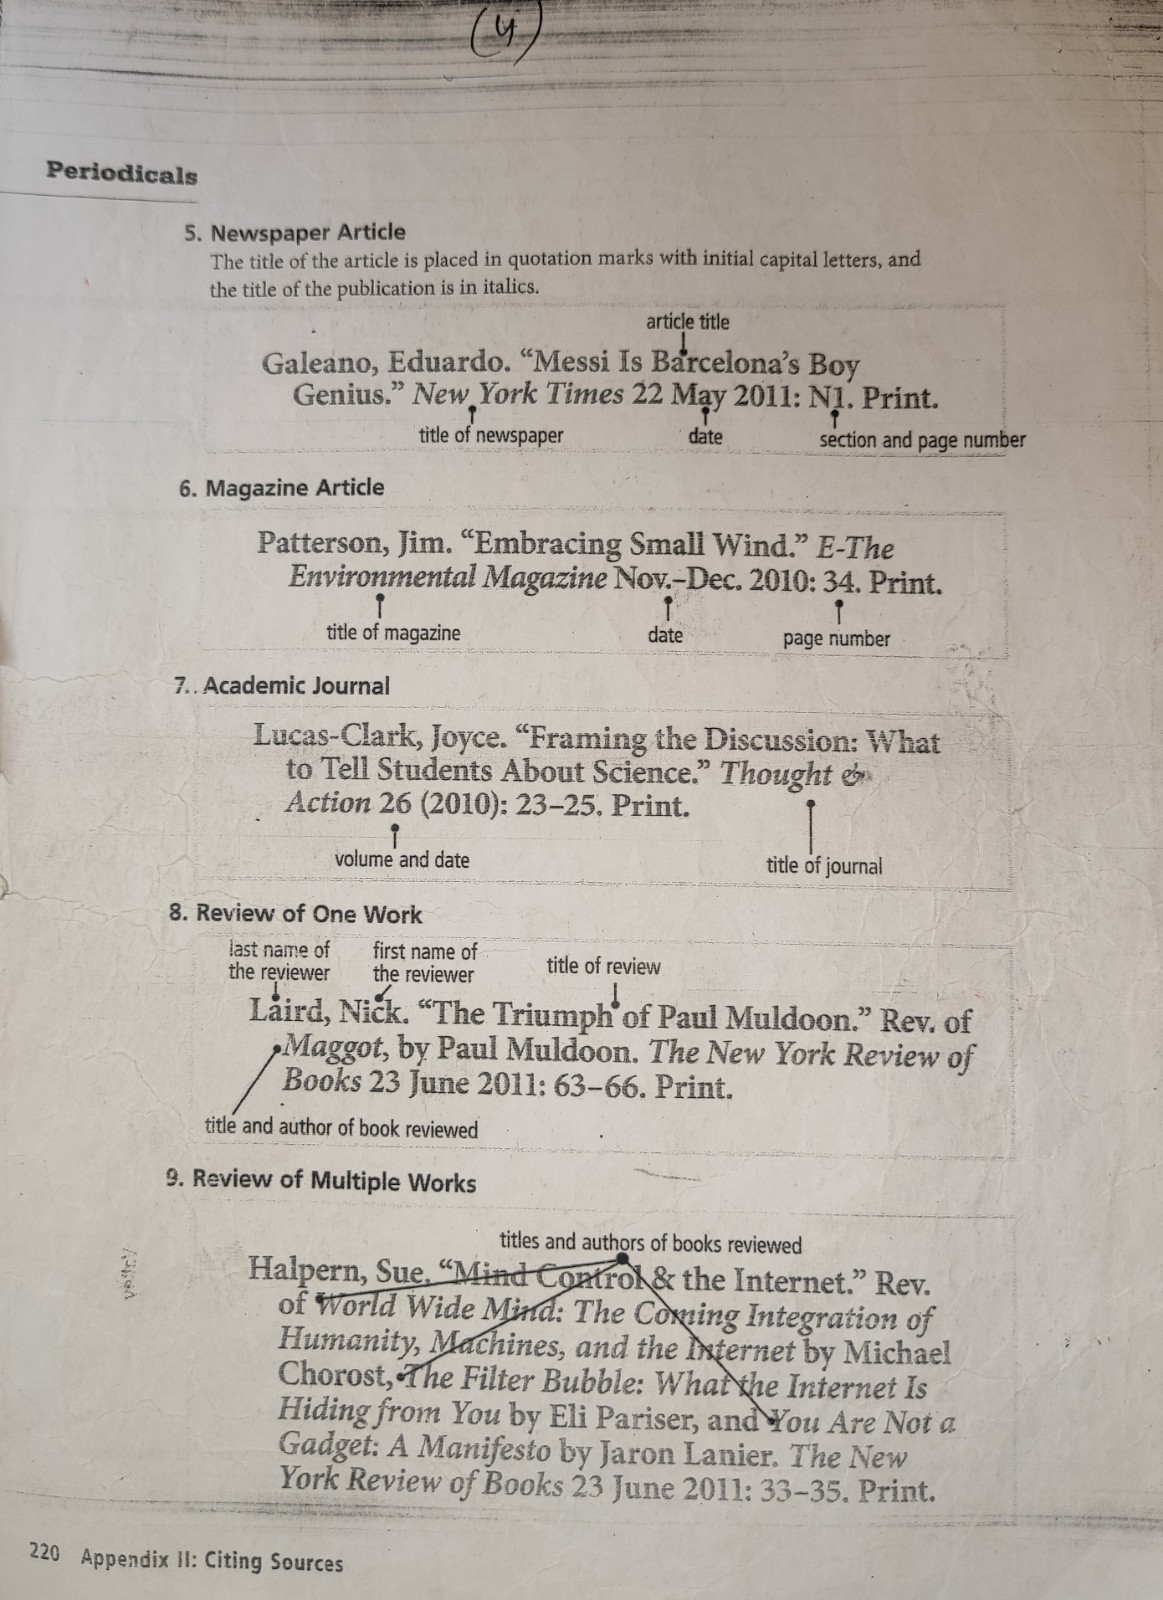 (4)
Periodicals
5. Newspaper Article
The title of the article is placed in quotation marks with initial capital letters, and
the title of the publication is in italics.
article title
Galeano, Eduardo. “Messi Is Barcelona’s Boy
Genius.” New York Times 22 May 2011: N1. Print.
title of newspaper date section and page number
6. Magazine Article
Patterson, Jim. “Embracing Small Wind.” E-The
Environmental Magazine Nov.–Dec. 2010: 34. Print.
title of magazine date page number
7. Academic Journal
Lucas-Clark, Joyce. “Framing the Discussion: What
to Tell Students About Science.” Thought &
Action 26 (2010): 23–25. Print.
volume and date title of journal
8. Review of One Work
last name of first name of
the reviewer the reviewer title of review
Laird, Nick. “The Triumph of Paul Muldoon.” Rev. of
Maggot, by Paul Muldoon. The New York Review of
Books 23 June 2011: 63–66. Print.
title and author of book reviewed
9. Review of Multiple Works
titles and authors of books reviewed
Halpern, Sue. “Mind Control & the Internet.” Rev.
of World Wide Mind: The Coming Integration of
Humanity, Machines, and the Internet by Michael
Chorost, The Filter Bubble: What the Internet Is
Hiding from You by Eli Pariser, and You Are Not a
Gadget: A Manifesto by Jaron Lanier. The New
York Review of Books 23 June 2011: 33–35. Print.
220 Appendix II: Citing Sources